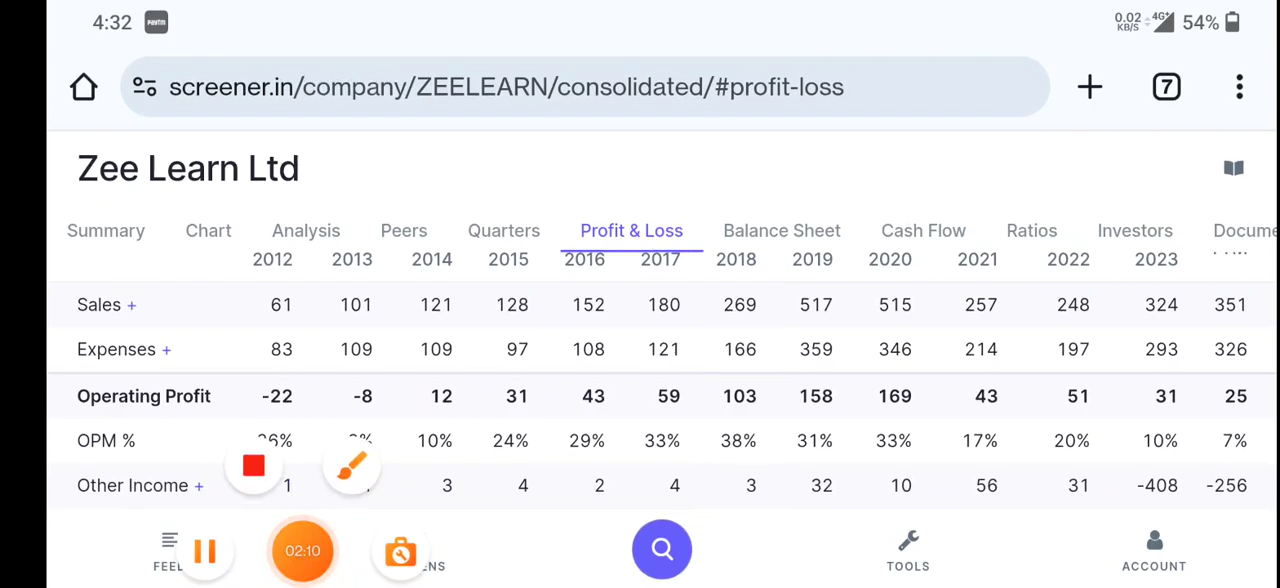 4:32 paytm 0.02 KB/S 4G+ 54%
screener.in/company/ZEELEARN/consolidated/#profit-loss 7
Zee Learn Ltd
Summary Chart Analysis Peers Quarters Profit & Loss Balance Sheet Cash Flow Ratios Investors Docume
2012 2013 2014 2015 2016 2017 2018 2019 2020 2021 2022 2023
Sales + 61 101 121 128 152 180 269 517 515 257 248 324 351
Expenses + 83 109 109 97 108 121 166 359 346 214 197 293 326
Operating Profit -22 -8 12 31 43 59 103 158 169 43 51 31 25
OPM % 10% 24% 29% 33% 38% 31% 33% 17% 20% 10% 7%
Other Income + 1 3 4 2 4 3 32 10 56 31 -408 -256
02:10
FEE ENS TOOLS ACCOUNT